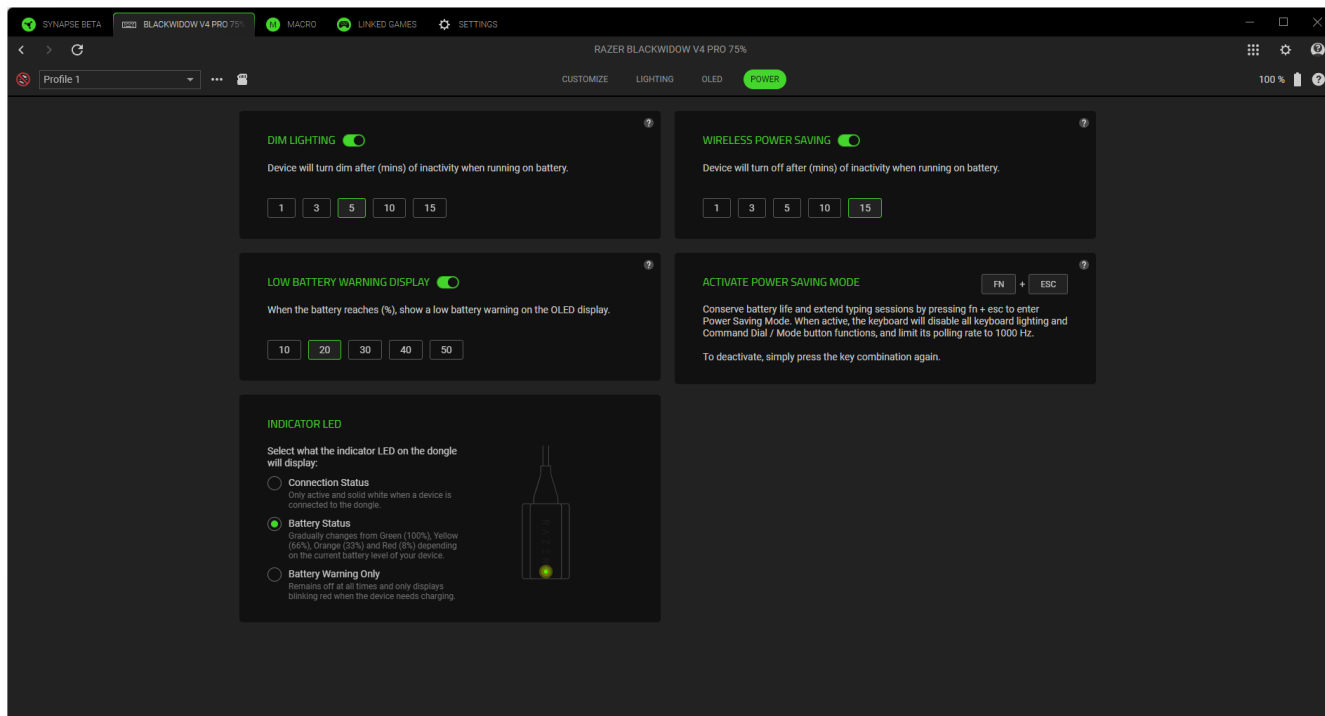 SYNAPSE BETA
BLACKWIDOW V4 PRO 75%
MACRO
LINKED GAMES
SETTINGS
RAZER BLACKWIDOW V4 PRO 75%
Profile 1
CUSTOMIZE
LIGHTING
OLED
POWER
100 %
DIM LIGHTING
Device will turn dim after (mins) of inactivity when running on battery.
1 3 5 10 15
WIRELESS POWER SAVING
Device will turn off after (mins) of inactivity when running on battery.
1 3 5 10 15
LOW BATTERY WARNING DISPLAY
When the battery reaches (%), show a low battery warning on the OLED display.
10 20 30 40 50
ACTIVATE POWER SAVING MODE
FN + ESC
Conserve battery life and extend typing sessions by pressing fn + esc to enter
Power Saving Mode. When active, the keyboard will disable all keyboard lighting and
Command Dial / Mode button functions, and limit its polling rate to 1000 Hz.
To deactivate, simply press the key combination again.
INDICATOR LED
Select what the indicator LED on the dongle
will display:
Connection Status
Only active and solid white when a device is
connected to the dongle.
Battery Status
Gradually changes from Green (100%), Yellow
(66%), Orange (33%) and Red (8%) depending
on the current battery level of your device.
Battery Warning Only
Remains off at all times and only displays
blinking red when the device needs charging.